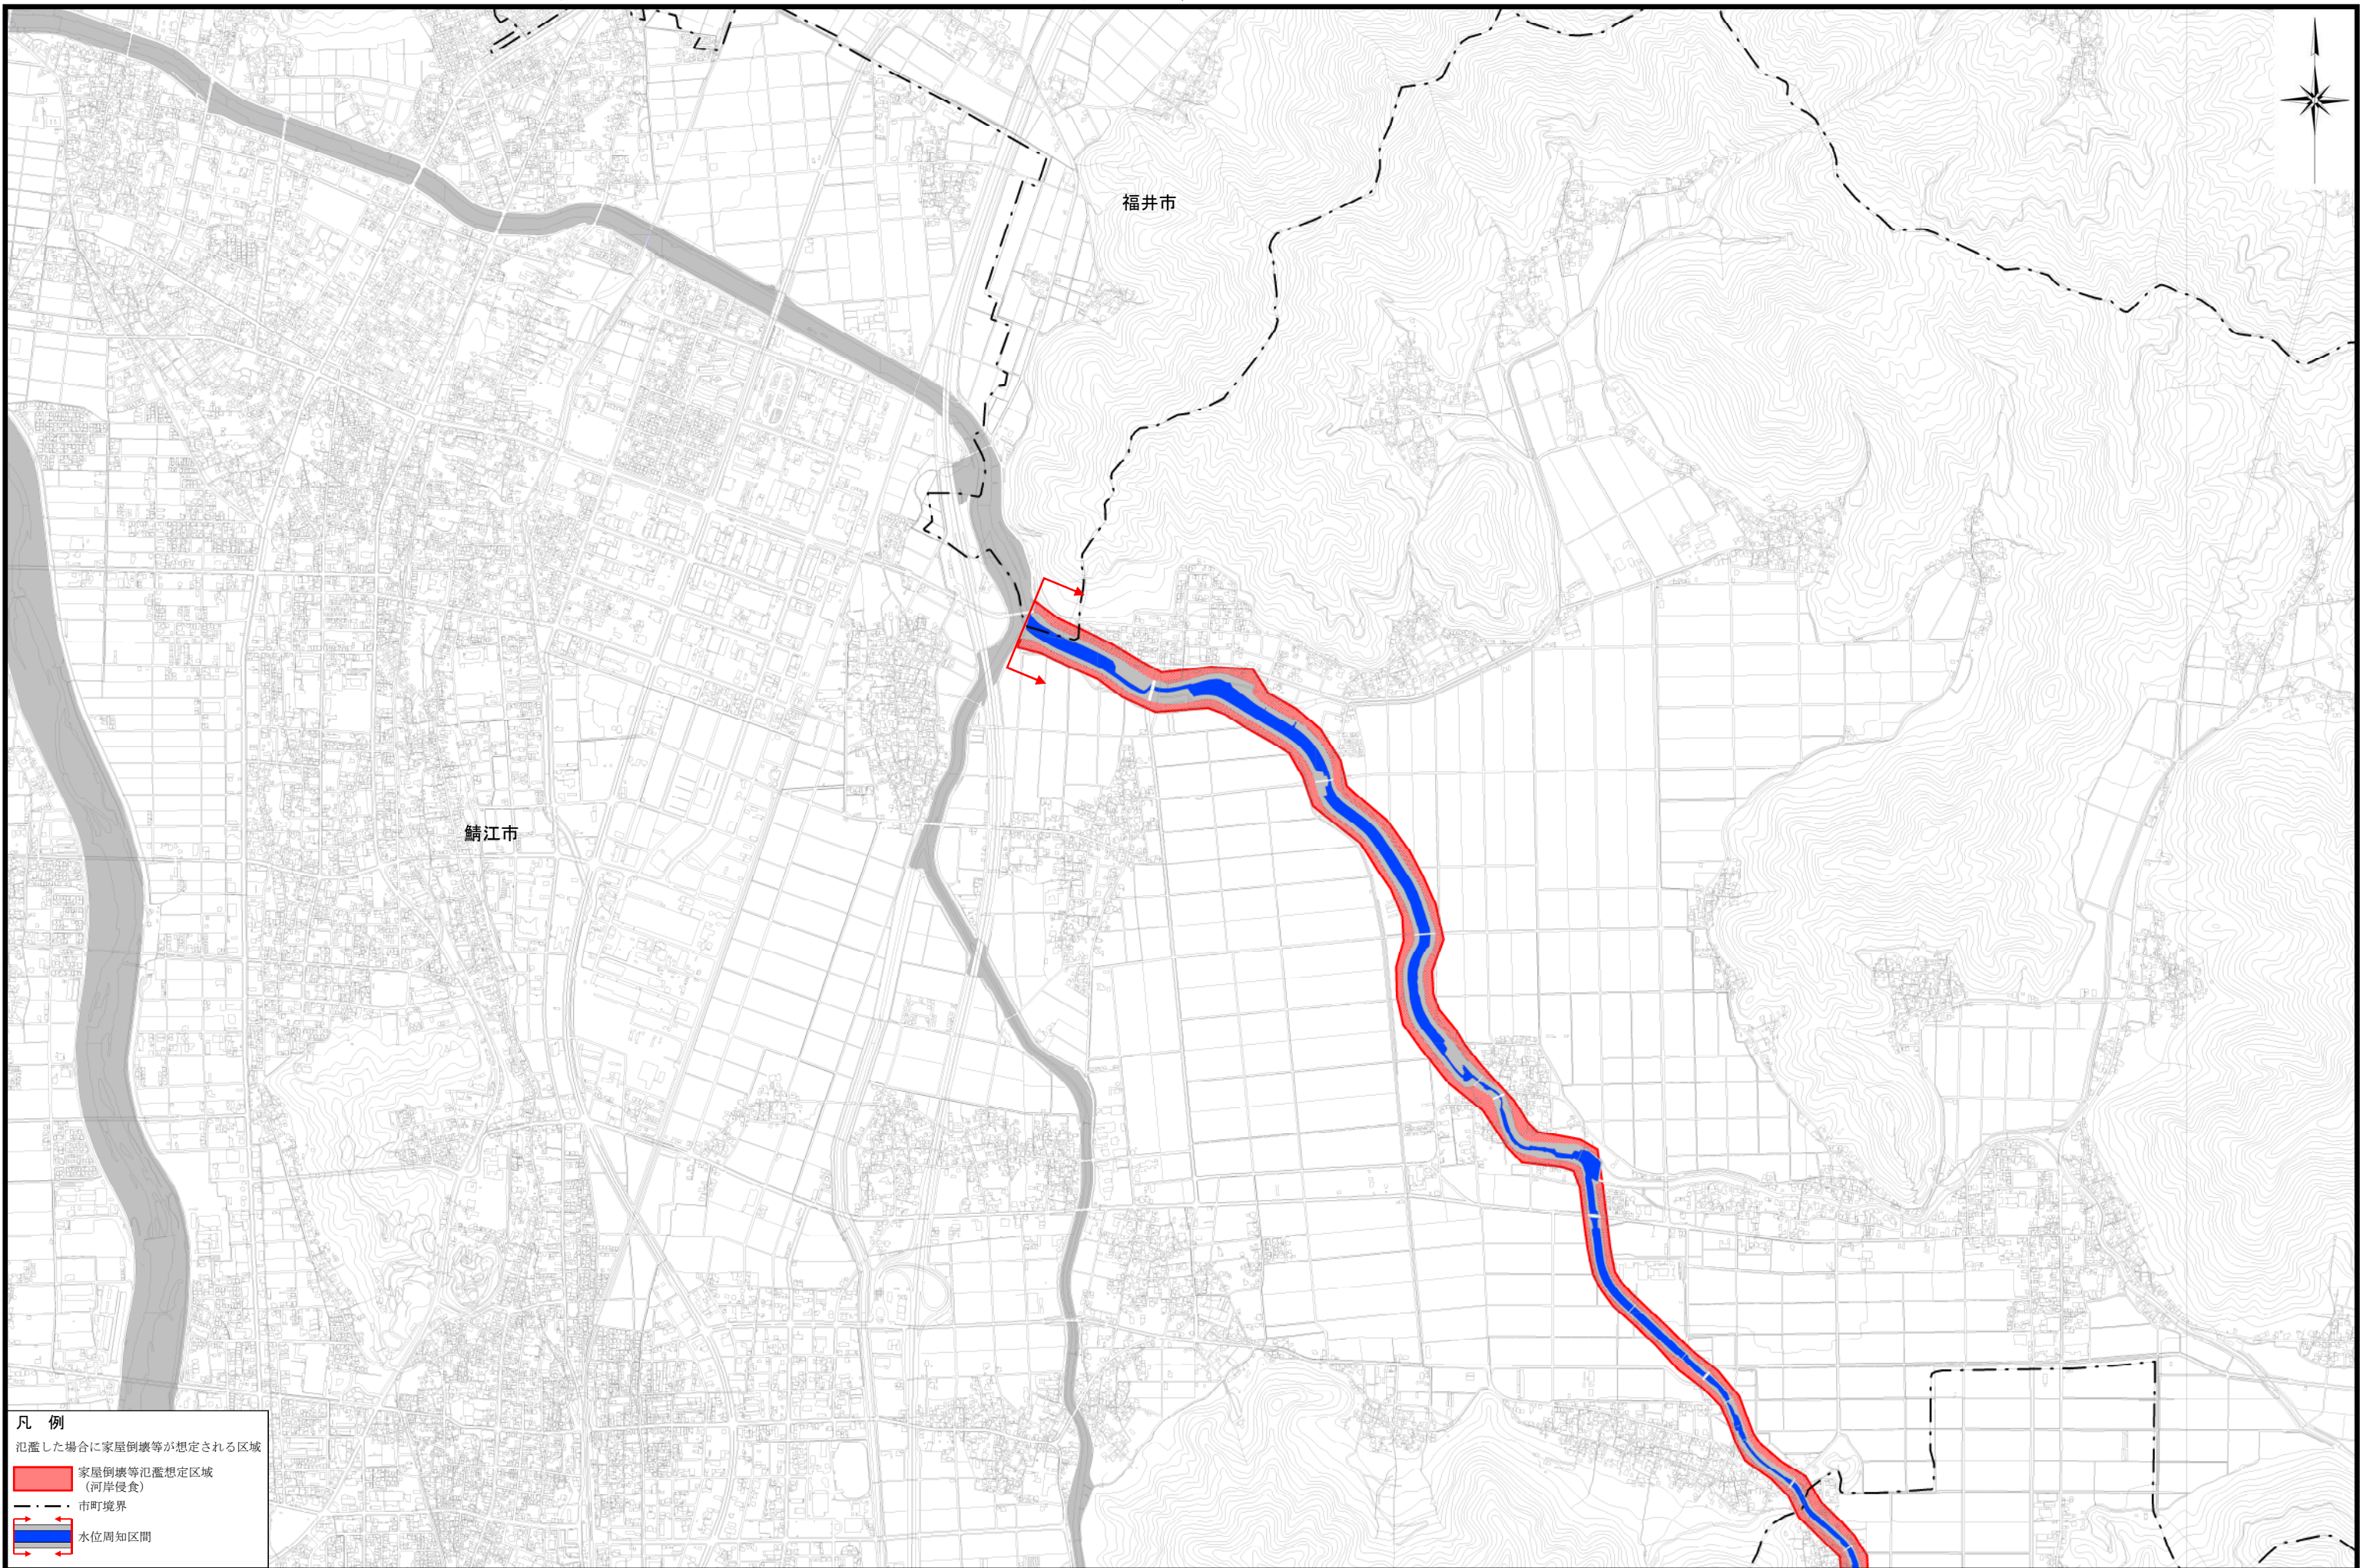 福井市
鯖江市
凡 例
氾濫した場合に家屋倒壊等が想定される区域
家屋倒壊等氾濫想定区域
（河岸侵食）
市町境界
水位周知区間